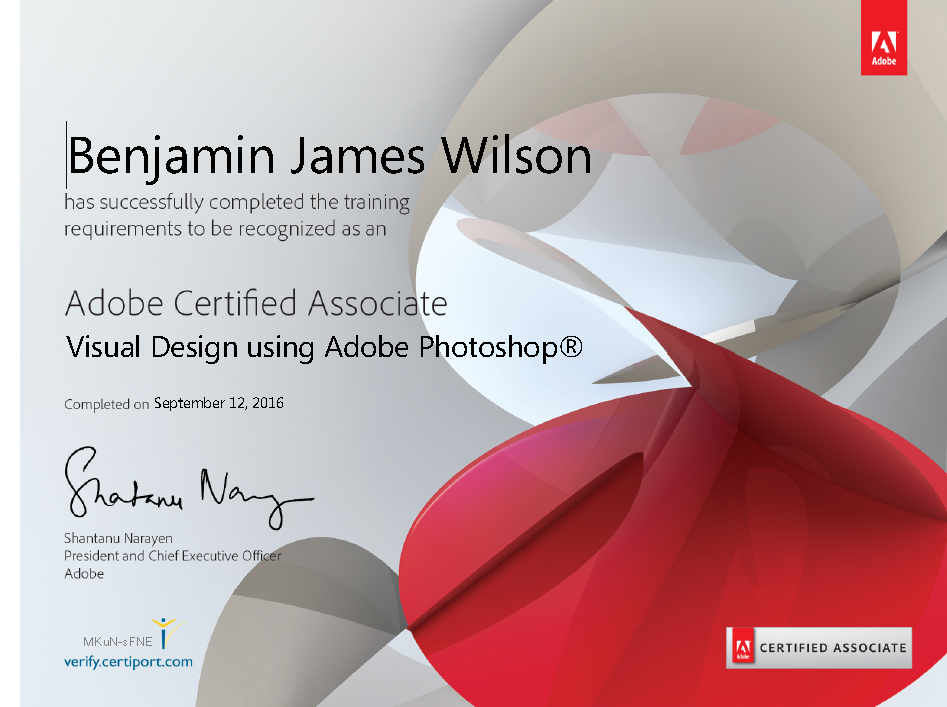 Adobe
Benjamin James Wilson
has successfully completed the training
requirements to be recognized as an
Adobe Certified Associate
Visual Design using Adobe Photoshop®
Completed on September 12, 2016
Shantanu Narayen
Shantanu Narayen
President and Chief Executive Officer
Adobe
MKuN-sFNE
verify.certiport.com
Adobe
CERTIFIED ASSOCIATE